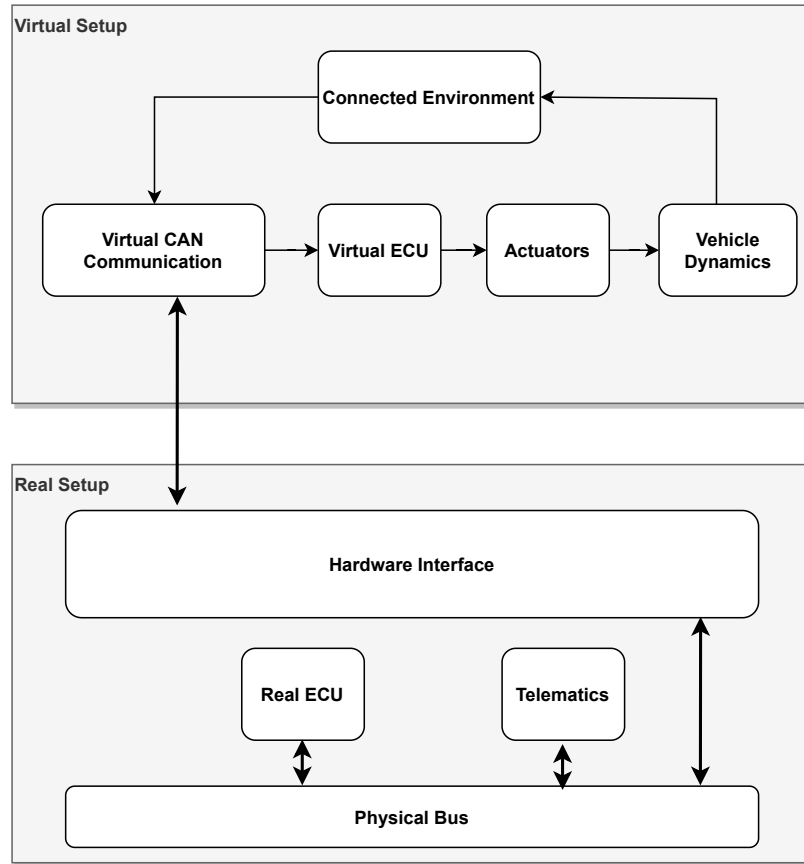 Virtual Setup
Connected Environment
Virtual CAN
Communication
Virtual ECU
Actuators
Vehicle
Dynamics
Real Setup
Hardware Interface
Real ECU
Telematics
Physical Bus